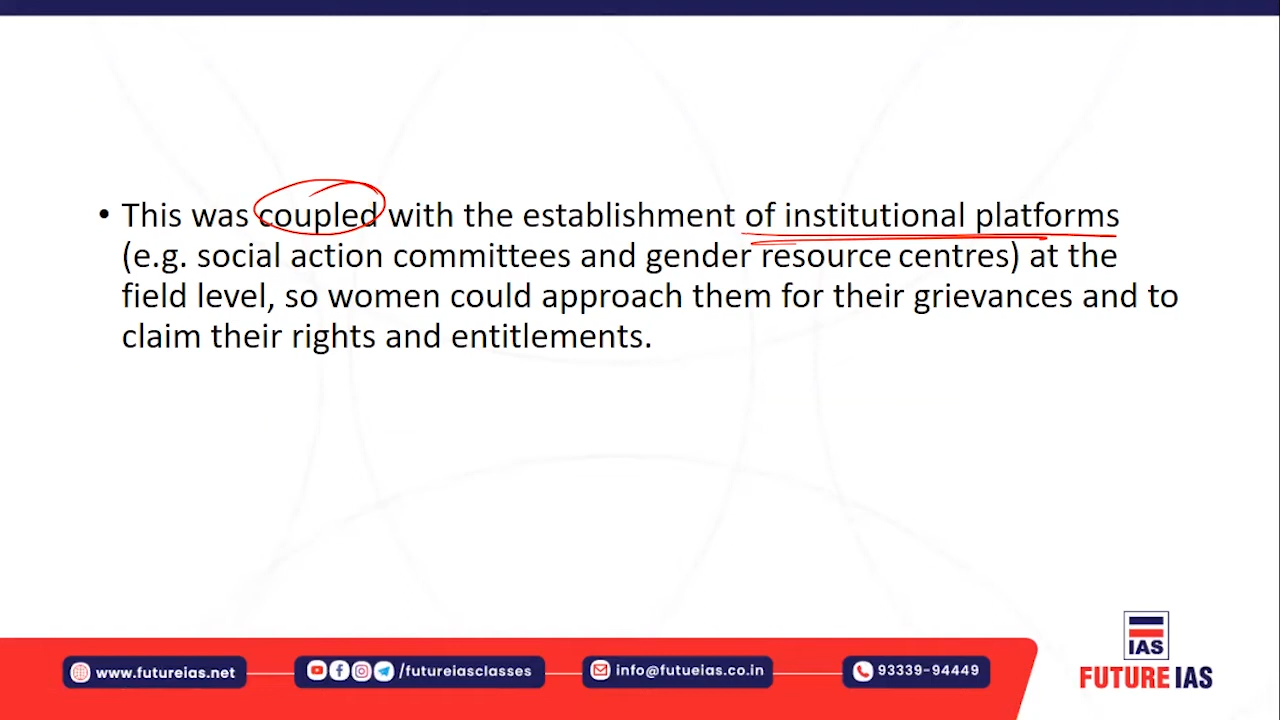 • This was coupled with the establishment of institutional platforms
(e.g. social action committees and gender resource centres) at the
field level, so women could approach them for their grievances and to
claim their rights and entitlements.
IAS
www.futureias.net /futureiasclasses info@futueias.co.in 93339-94449
FUTURE IAS